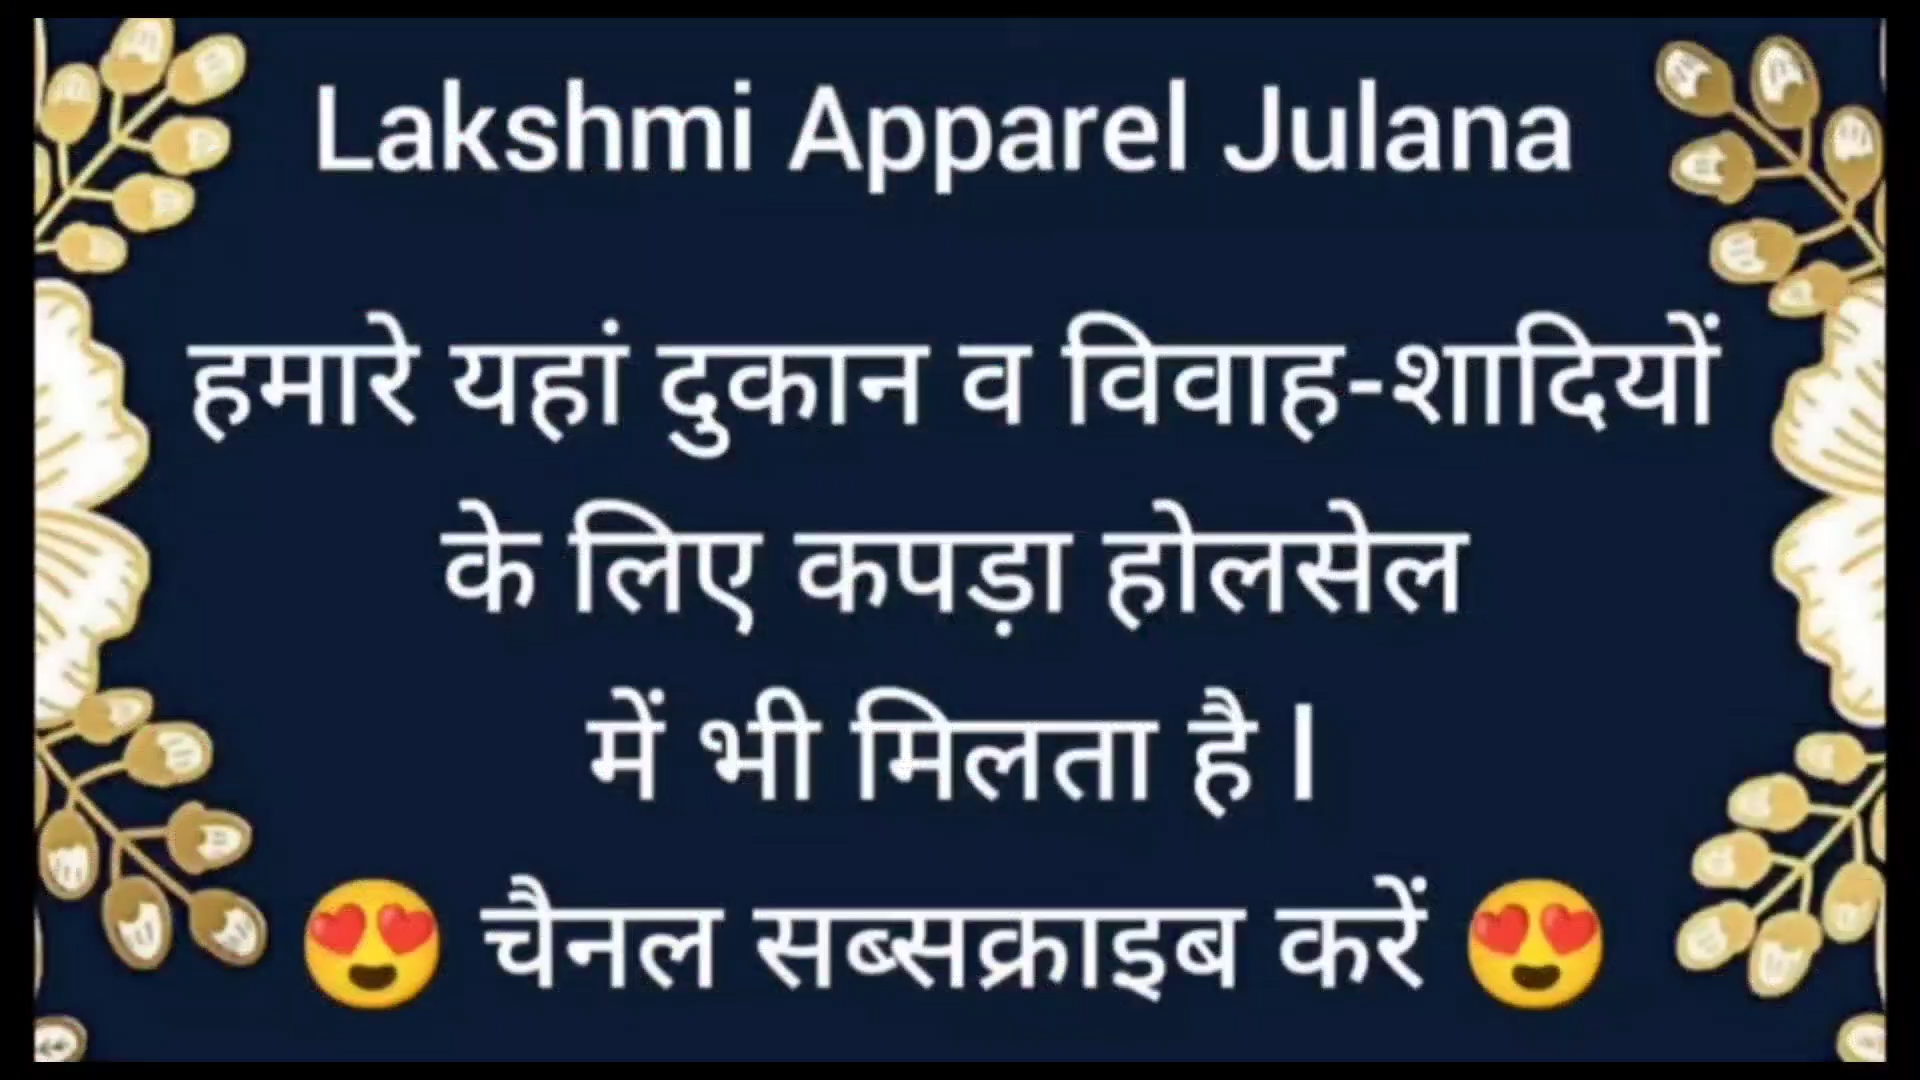 Lakshmi Apparel Julana
हमारे यहां दुकान व विवाह-शादियों
के लिए कपड़ा होलसेल
में भी मिलता है l
😍 चैनल सब्सक्राइब करें 😍